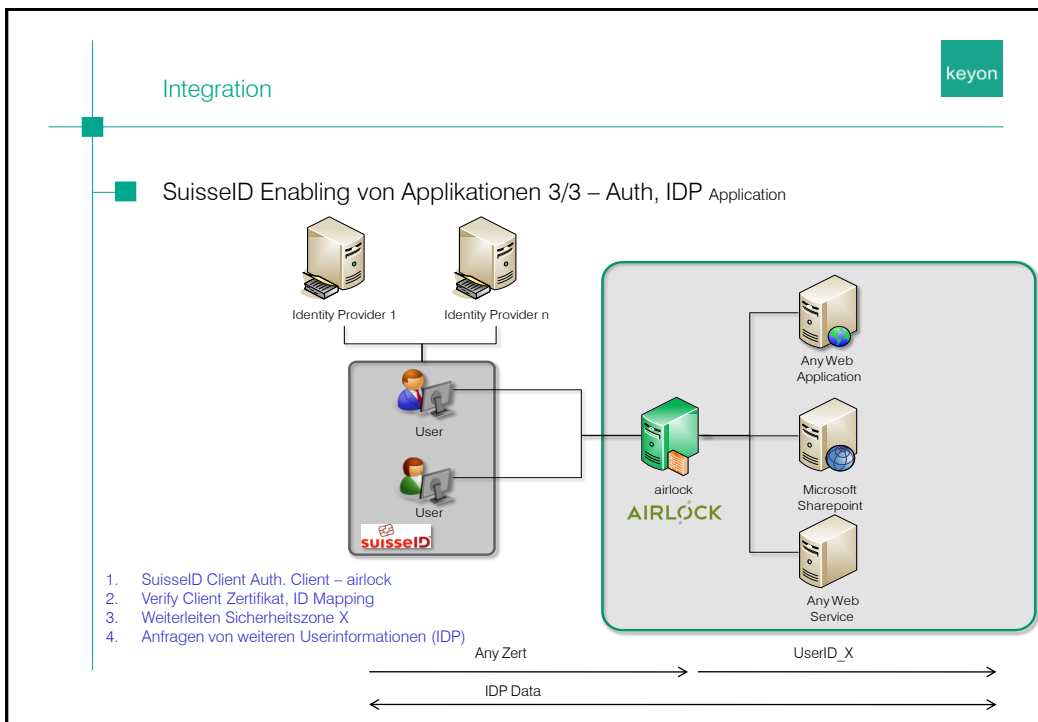 Integration
keyon
SuisseID Enabling von Applikationen 3/3 – Auth, IDP Application
Identity Provider 1
Identity Provider n
User
User
suisseID
airlock
AIRLOCK
Any Web
Application
Microsoft
Sharepoint
Any Web
Service
1. SuisseID Client Auth. Client – airlock
2. Verify Client Zertifikat, ID Mapping
3. Weiterleiten Sicherheitszone X
4. Anfragen von weiteren Userinformationen (IDP)
Any Zert
UserID_X
IDP Data